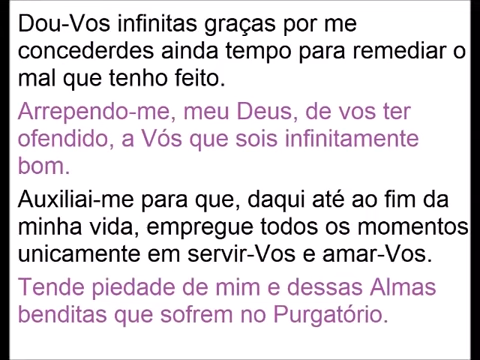 Dou-Vos infinitas graças por me
concederdes ainda tempo para remediar o
mal que tenho feito.
Arrependo-me, meu Deus, de vos ter
ofendido, a Vós que sois infinitamente
bom.
Auxiliai-me para que, daqui até ao fim da
minha vida, empregue todos os momentos
unicamente em servir-Vos e amar-Vos.
Tende piedade de mim e dessas Almas
benditas que sofrem no Purgatório.